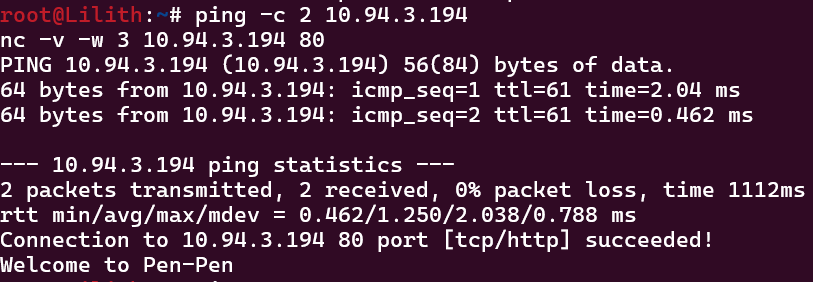 root@Lilith:~# ping -c 2 10.94.3.194
nc -v -w 3 10.94.3.194 80
PING 10.94.3.194 (10.94.3.194) 56(84) bytes of data.
64 bytes from 10.94.3.194: icmp_seq=1 ttl=61 time=2.04 ms
64 bytes from 10.94.3.194: icmp_seq=2 ttl=61 time=0.462 ms

--- 10.94.3.194 ping statistics ---
2 packets transmitted, 2 received, 0% packet loss, time 1112ms
rtt min/avg/max/mdev = 0.462/1.250/2.038/0.788 ms
Connection to 10.94.3.194 80 port [tcp/http] succeeded!
Welcome to Pen-Pen